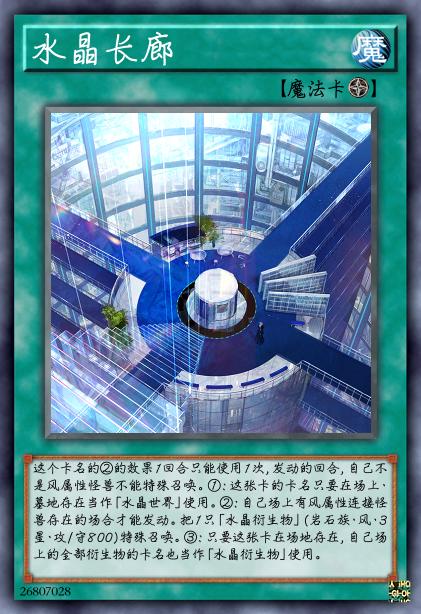 水晶长廊
魔
【魔法卡】
这个卡名的②的效果1回合只能使用1次,发动的回合,自己不
是风属性怪兽不能特殊召唤。①:这张卡的卡名只要在场上·
墓地存在当作「水晶世界」使用。②:自己场上有风属性连接怪
兽存在的场合才能发动。把1只「水晶衍生物」(岩石族·风·3
星·攻/守800)特殊召唤。③:只要这张卡在场地存在,自己场
上的全部衍生物的卡名也当作「水晶衍生物」使用。
26807028